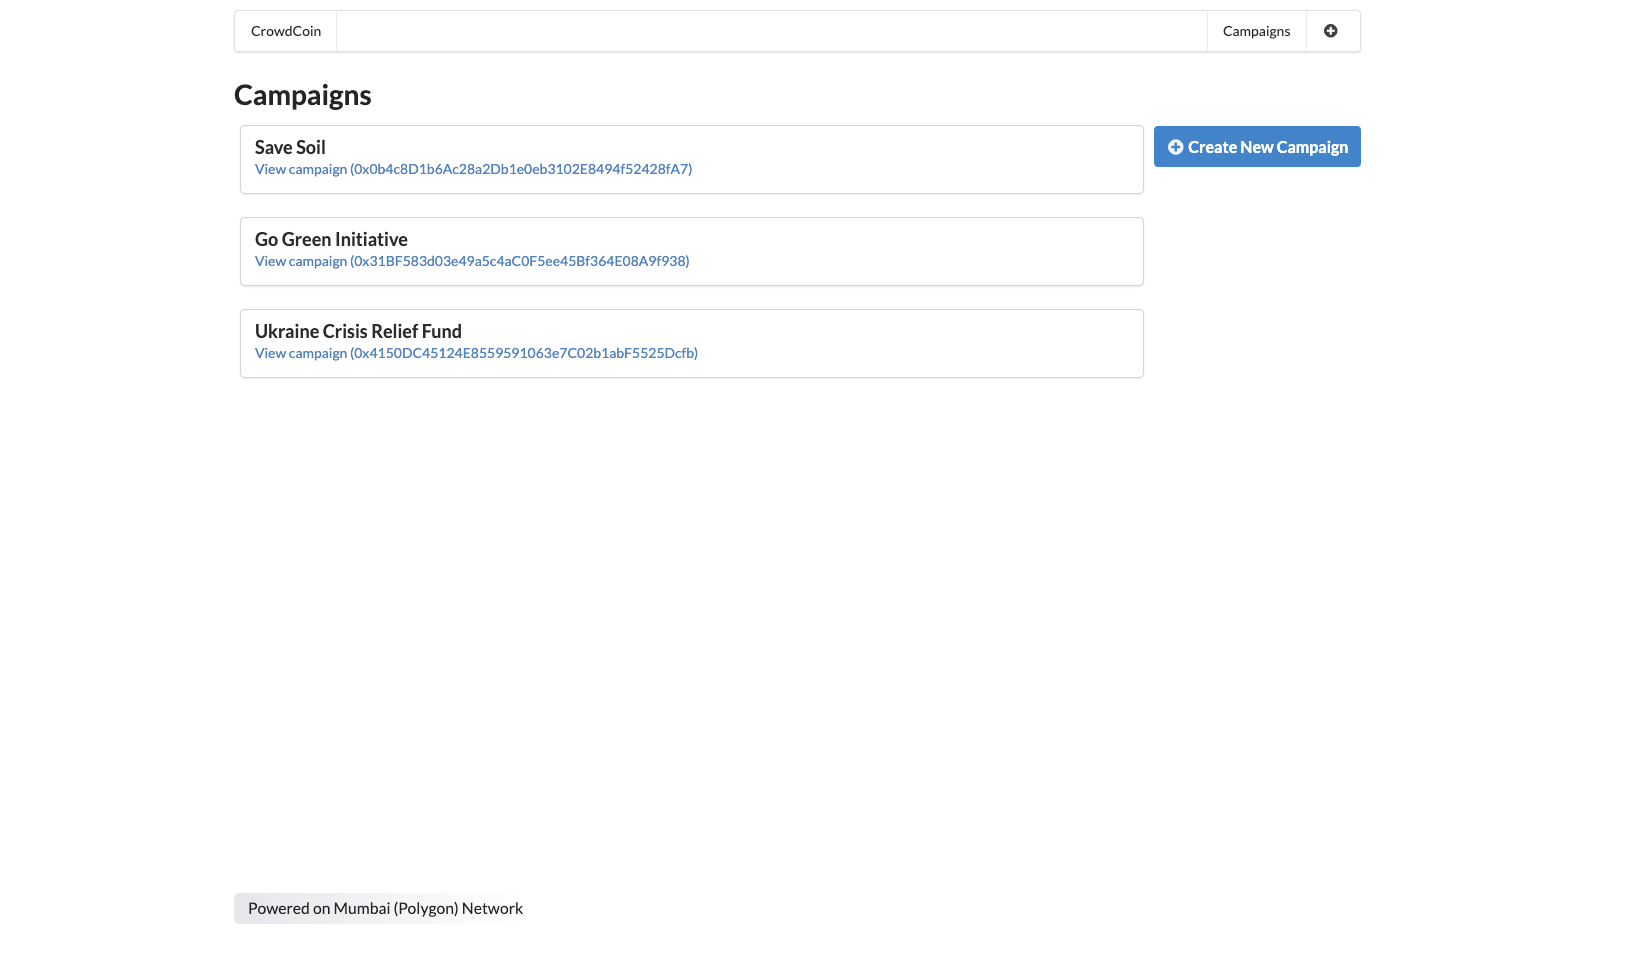 CrowdCoin
Campaigns
Campaigns
Save Soil
View campaign (0x0b4c8D1b6Ac28a2Db1e0eb3102E8494f52428fA7)
Create New Campaign
Go Green Initiative
View campaign (0x31BF583d03e49a5c4aC0F5ee45Bf364E08A9f938)
Ukraine Crisis Relief Fund
View campaign (0x4150DC45124E8559591063e7C02b1abF5525Dcfb)
Powered on Mumbai (Polygon) Network